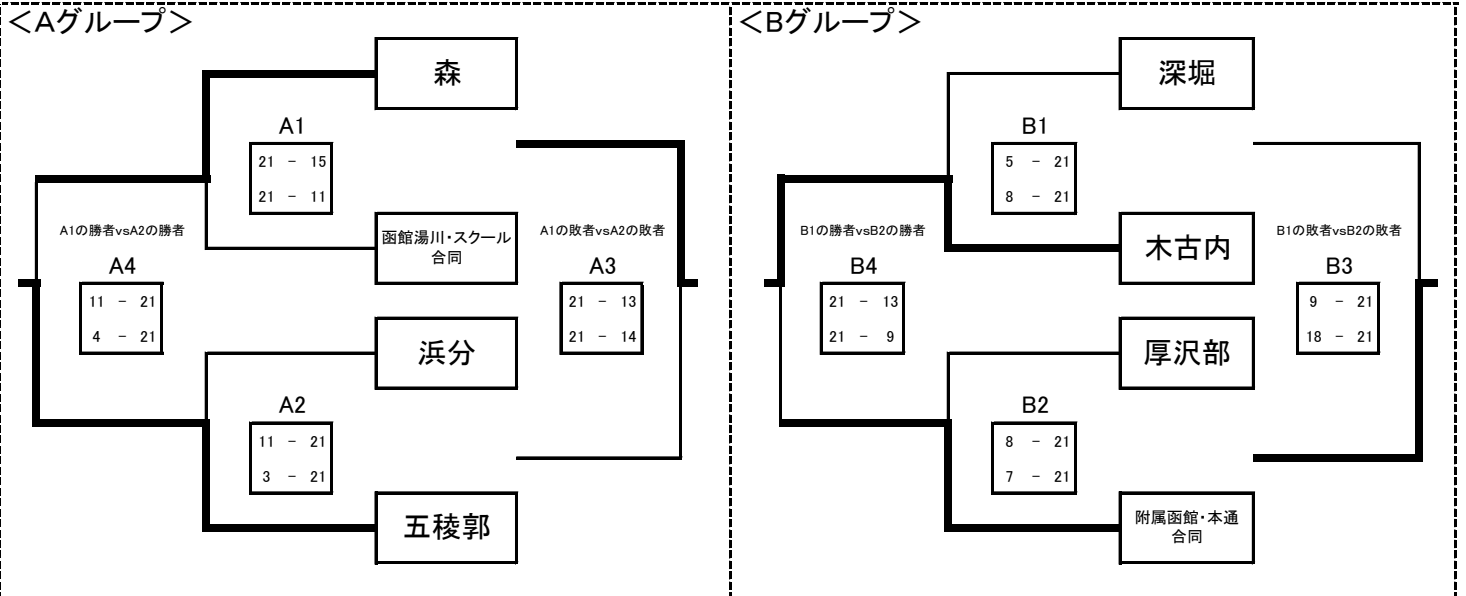 <Aグループ>
森
A1
21 - 15
21 - 11
A1の勝者vsA2の勝者
函館湯川・スクール
合同
A1の敗者vsA2の敗者
A4
11 - 21
4 - 21
A3
21 - 13
21 - 14
浜分
A2
11 - 21
3 - 21
五稜郭
<Bグループ>
深堀
B1
5 - 21
8 - 21
B1の勝者vsB2の勝者
木古内
B1の敗者vsB2の敗者
B4
21 - 13
21 - 9
B3
9 - 21
18 - 21
厚沢部
B2
8 - 21
7 - 21
附属函館・本通
合同